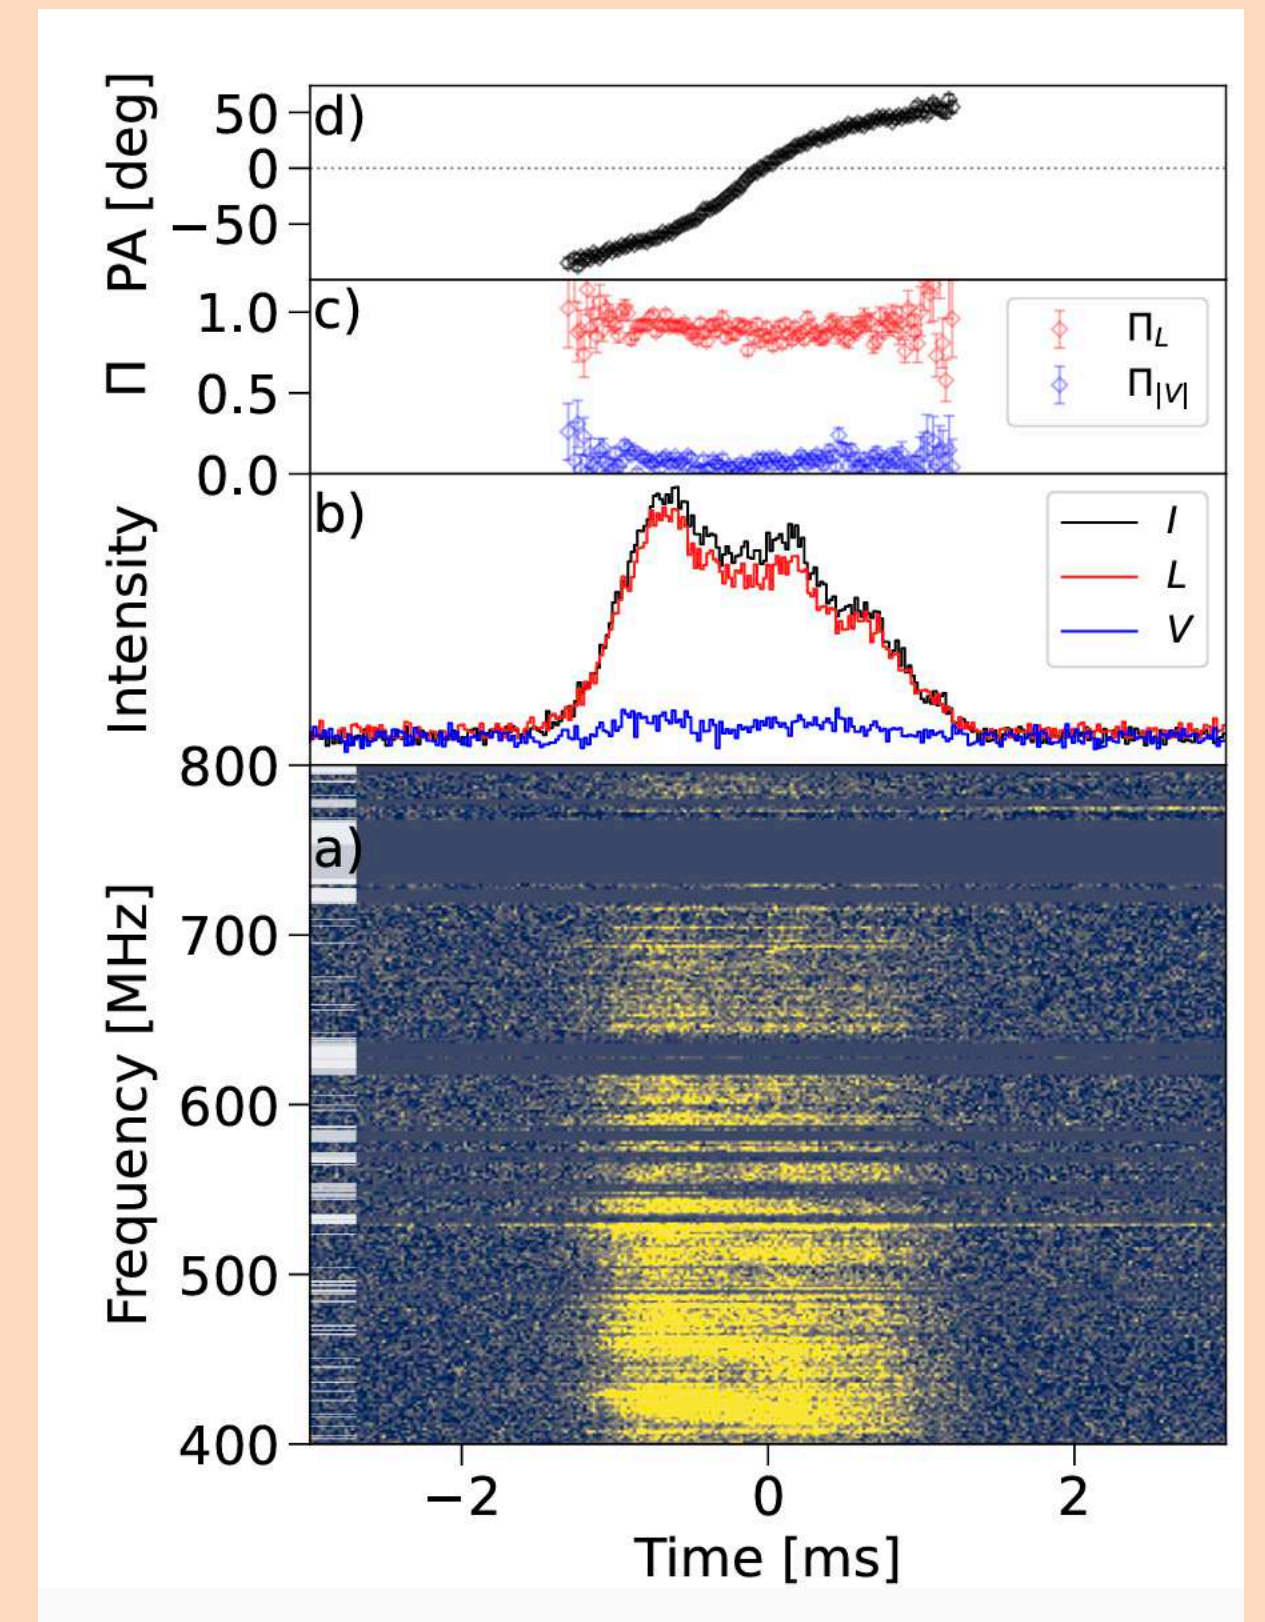 PA [deg]
50
0
−50
d)
Π
1.0
0.5
0.0
c)
Π_L
Π_|V|
Intensity
b)
I
L
V
Frequency [MHz]
800
700
600
500
400
a)
−2
0
2
Time [ms]